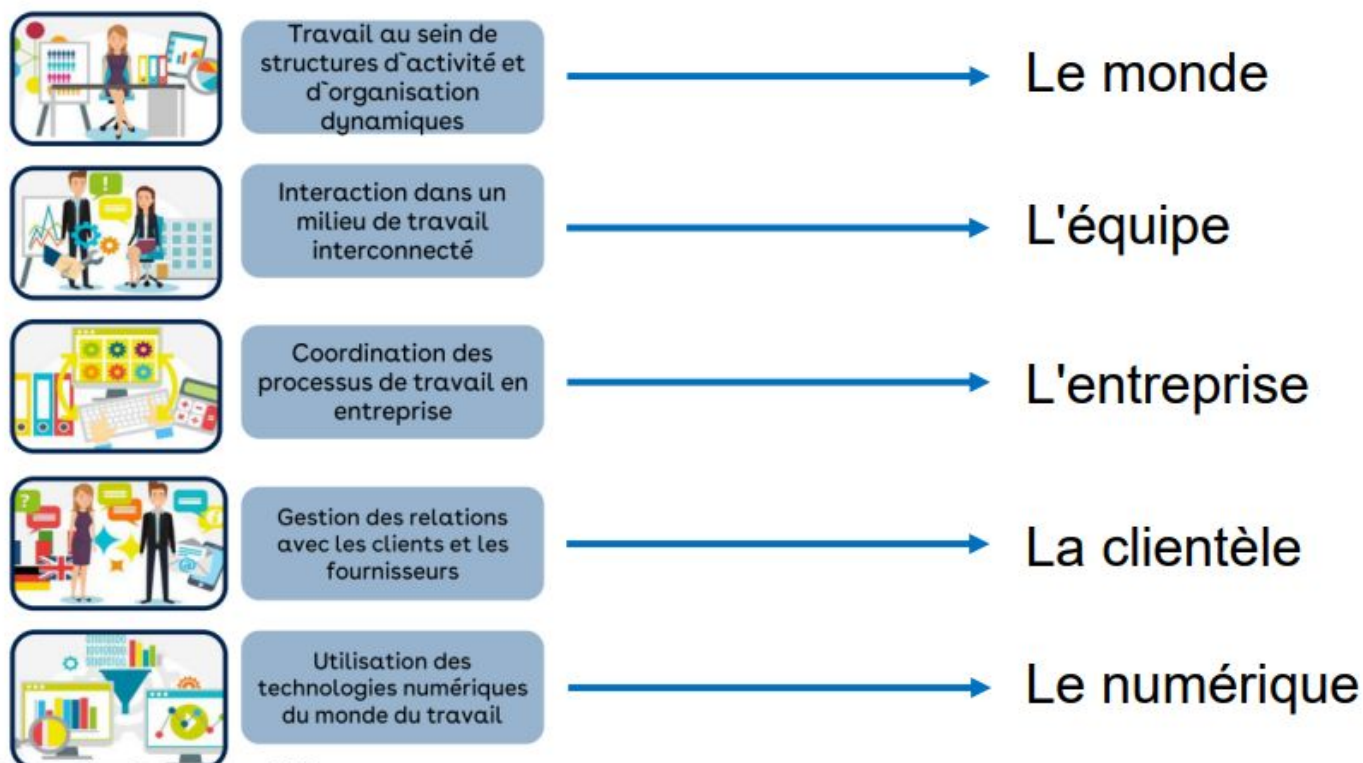 Travail au sein de
structures d`activité et
d`organisation
dynamiques
Le monde
Interaction dans un
milieu de travail
interconnecté
L'équipe
Coordination des
processus de travail en
entreprise
L'entreprise
Gestion des relations
avec les clients et les
fournisseurs
La clientèle
Utilisation des
technologies numériques
du monde du travail
Le numérique